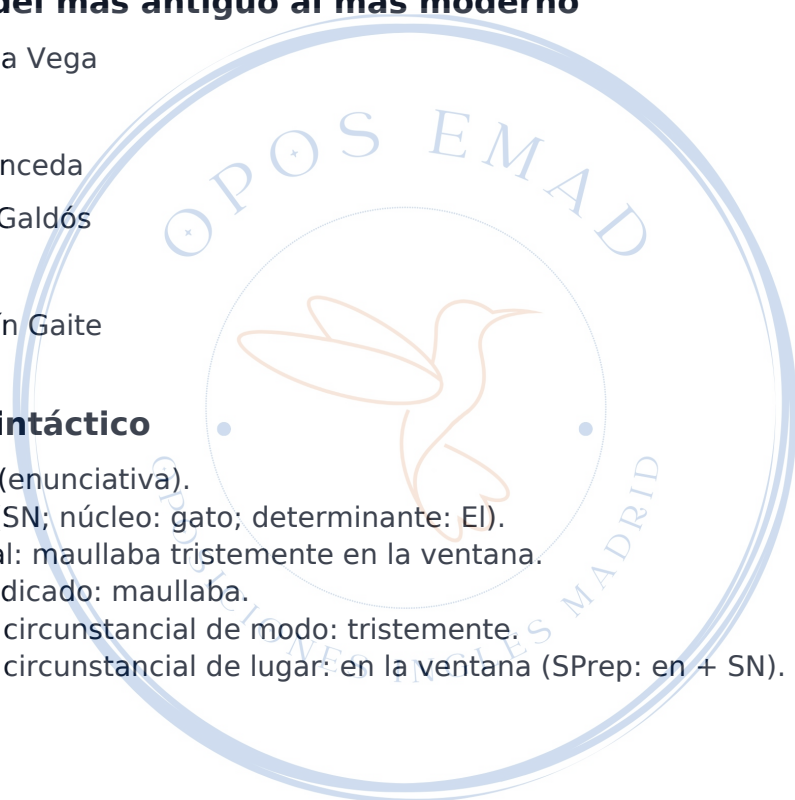 del más antiguo al más moderno
a Vega
nceda
Galdós
ín Gaite
intáctico
(enunciativa).
SN; núcleo: gato; determinante: El).
al: maullaba tristemente en la ventana.
dicado: maullaba.
circunstancial de modo: tristemente.
circunstancial de lugar: en la ventana (SPrep: en + SN).
OPOS EMAD
OPOSICIONES INGLES MADRID